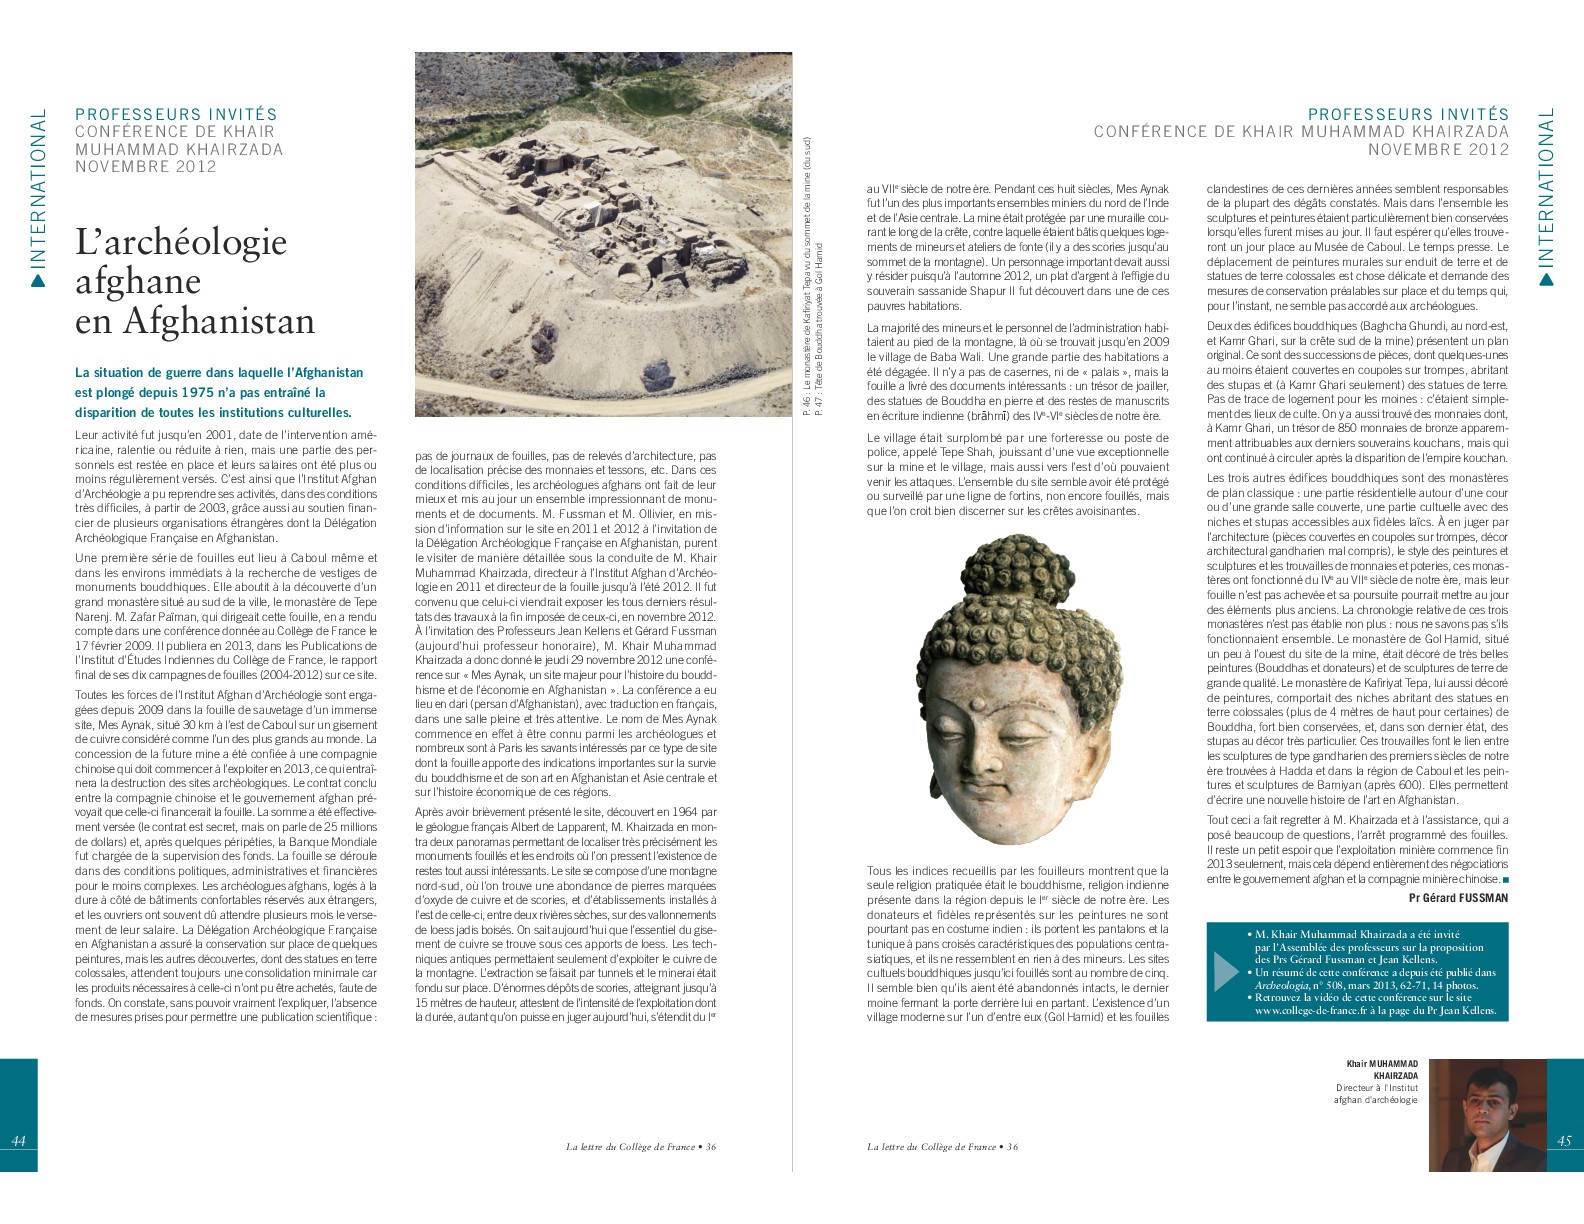 INTERNATIONAL
PROFESSEURS INVITÉS
CONFÉRENCE DE KHAIR
MUHAMMAD KHAIRZADA
NOVEMBRE 2012
L’archéologie
afghane
en Afghanistan
La situation de guerre dans laquelle l’Afghanistan
est plongé depuis 1975 n’a pas entraîné la
disparition de toutes les institutions culturelles.
Leur activité fut jusqu’en 2001, date de l’intervention amé-
ricaine, ralentie ou réduite à rien, mais une partie des per-
sonnels est restée en place et leurs salaires ont été plus ou
moins régulièrement versés. C’est ainsi que l’Institut Afghan
d’Archéologie a pu reprendre ses activités, dans des conditions
très difficiles, à partir de 2003, grâce aussi au soutien finan-
cier de plusieurs organisations étrangères dont la Délégation
Archéologique Française en Afghanistan.
Une première série de fouilles eut lieu à Caboul même et
dans les environs immédiats à la recherche de vestiges de
monuments bouddhiques. Elle aboutit à la découverte d’un
grand monastère situé au sud de la ville, le monastère de Tepe
Narenj. M. Zafar Païman, qui dirigeait cette fouille, en a rendu
compte dans une conférence donnée au Collège de France le
17 février 2009. Il publiera en 2013, dans les Publications de
l’Institut d’Études Indiennes du Collège de France, le rapport
final de ses dix campagnes de fouilles (2004-2012) sur ce site.
Toutes les forces de l’Institut Afghan d’Archéologie sont enga-
gées depuis 2009 dans la fouille de sauvetage d’un immense
site, Mes Aynak, situé 30 km à l’est de Caboul sur un gisement
de cuivre considéré comme l’un des plus grands au monde. La
concession de la future mine a été confiée à une compagnie
chinoise qui doit commencer à l’exploiter en 2013, ce qui entraî-
nera la destruction des sites archéologiques. Le contrat conclu
entre la compagnie chinoise et le gouvernement afghan pré-
voyait que celle-ci financerait la fouille. La somme a été effective-
ment versée (le contrat est secret, mais on parle de 25 millions
de dollars) et, après quelques péripéties, la Banque Mondiale
fut chargée de la supervision des fonds. La fouille se déroule
dans des conditions politiques, administratives et financières
pour le moins complexes. Les archéologues afghans, logés à la
dure à côté de bâtiments confortables réservés aux étrangers,
et les ouvriers ont souvent dû attendre plusieurs mois le verse-
ment de leur salaire. La Délégation Archéologique Française
en Afghanistan a assuré la conservation sur place de quelques
peintures, mais les autres découvertes, dont des statues en terre
colossales, attendent toujours une consolidation minimale car
les produits nécessaires à celle-ci n’ont pu être achetés, faute de
fonds. On constate, sans pouvoir vraiment l’expliquer, l’absence
de mesures prises pour permettre une publication scientifique :
P. 46 : Le monastère de Kafiriyat Tepa vu du sommet de la mine (du sud)
P. 47 : Tête de Bouddha trouvée à Gol Hamid
pas de journaux de fouilles, pas de relevés d’architecture, pas
de localisation précise des monnaies et tessons, etc. Dans ces
conditions difficiles, les archéologues afghans ont fait de leur
mieux et mis au jour un ensemble impressionnant de monu-
ments et de documents. M. Fussman et M. Ollivier, en mis-
sion d’information sur le site en 2011 et 2012 à l’invitation de
la Délégation Archéologique Française en Afghanistan, purent
le visiter de manière détaillée sous la conduite de M. Khair
Muhammad Khairzada, directeur à l’Institut Afghan d’Archéo-
logie en 2011 et directeur de la fouille jusqu’à l’été 2012. Il fut
convenu que celui-ci viendrait exposer les tous derniers résul-
tats des travaux à la fin imposée de ceux-ci, en novembre 2012.
À l’invitation des Professeurs Jean Kellens et Gérard Fussman
(aujourd’hui professeur honoraire), M. Khair Muhammad
Khairzada a donc donné le jeudi 29 novembre 2012 une confé-
rence sur « Mes Aynak, un site majeur pour l’histoire du boudd-
hisme et de l’économie en Afghanistan ». La conférence a eu
lieu en dari (persan d’Afghanistan), avec traduction en français,
dans une salle pleine et très attentive. Le nom de Mes Aynak
commence en effet à être connu parmi les archéologues et
nombreux sont à Paris les savants intéressés par ce type de site
dont la fouille apporte des indications importantes sur la survie
du bouddhisme et de son art en Afghanistan et Asie centrale et
sur l’histoire économique de ces régions.
Après avoir brièvement présenté le site, découvert en 1964 par
le géologue français Albert de Lapparent, M. Khairzada en mon-
tra deux panoramas permettant de localiser très précisément les
monuments fouillés et les endroits où l’on pressent l’existence de
restes tout aussi intéressants. Le site se compose d’une montagne
nord-sud, où l’on trouve une abondance de pierres marquées
d’oxyde de cuivre et de scories, et d’établissements installés à
l’est de celle-ci, entre deux rivières sèches, sur des vallonnements
de loess jadis boisés. On sait aujourd’hui que l’essentiel du gise-
ment de cuivre se trouve sous ces apports de loess. Les tech-
niques antiques permettaient seulement d’exploiter le cuivre de
la montagne. L’extraction se faisait par tunnels et le minerai était
fondu sur place. D’énormes dépôts de scories, atteignant jusqu’à
15 mètres de hauteur, attestent de l’intensité de l’exploitation dont
la durée, autant qu’on puisse en juger aujourd’hui, s’étendit du Ier
44
La lettre du Collège de France • 36
PROFESSEURS INVITÉS
CONFÉRENCE DE KHAIR MUHAMMAD KHAIRZADA
NOVEMBRE 2012
INTERNATIONAL
au VIIe siècle de notre ère. Pendant ces huit siècles, Mes Aynak
fut l’un des plus importants ensembles miniers du nord de l’Inde
et de l’Asie centrale. La mine était protégée par une muraille cou-
rant le long de la crête, contre laquelle étaient bâtis quelques loge-
ments de mineurs et ateliers de fonte (il y a des scories jusqu’au
sommet de la montagne). Un personnage important devait aussi
y résider puisqu’à l’automne 2012, un plat d’argent à l’effigie du
souverain sassanide Shapur II fut découvert dans une de ces
pauvres habitations.
La majorité des mineurs et le personnel de l’administration habi-
taient au pied de la montagne, là où se trouvait jusqu’en 2009
le village de Baba Wali. Une grande partie des habitations a
été dégagée. Il n’y a pas de casernes, ni de « palais », mais la
fouille a livré des documents intéressants : un trésor de joailler,
des statues de Bouddha en pierre et des restes de manuscrits
en écriture indienne (brāhmī) des IVe-VIe siècles de notre ère.
Le village était surplombé par une forteresse ou poste de
police, appelé Tepe Shah, jouissant d’une vue exceptionnelle
sur la mine et le village, mais aussi vers l’est d’où pouvaient
venir les attaques. L’ensemble du site semble avoir été protégé
ou surveillé par une ligne de fortins, non encore fouillés, mais
que l’on croit bien discerner sur les crêtes avoisinantes.
Tous les indices recueillis par les fouilleurs montrent que la
seule religion pratiquée était le bouddhisme, religion indienne
présente dans la région depuis le Ier siècle de notre ère. Les
donateurs et fidèles représentés sur les peintures ne sont
pourtant pas en costume indien : ils portent les pantalons et la
tunique à pans croisés caractéristiques des populations centra-
siatiques, et ils ne ressemblent en rien à des mineurs. Les sites
cultuels bouddhiques jusqu’ici fouillés sont au nombre de cinq.
Il semble bien qu’ils aient été abandonnés intacts, le dernier
moine fermant la porte derrière lui en partant. L’existence d’un
village moderne sur l’un d’entre eux (Gol Hamid) et les fouilles
clandestines de ces dernières années semblent responsables
de la plupart des dégâts constatés. Mais dans l’ensemble les
sculptures et peintures étaient particulièrement bien conservées
lorsqu’elles furent mises au jour. Il faut espérer qu’elles trouve-
ront un jour place au Musée de Caboul. Le temps presse. Le
déplacement de peintures murales sur enduit de terre et de
statues de terre colossales est chose délicate et demande des
mesures de conservation préalables sur place et du temps qui,
pour l’instant, ne semble pas accordé aux archéologues.
Deux des édifices bouddhiques (Baghcha Ghundi, au nord-est,
et Kamr Ghari, sur la crête sud de la mine) présentent un plan
original. Ce sont des successions de pièces, dont quelques-unes
au moins étaient couvertes en coupoles sur trompes, abritant
des stupas et (à Kamr Ghari seulement) des statues de terre.
Pas de trace de logement pour les moines : c’étaient simple-
ment des lieux de culte. On y a aussi trouvé des monnaies dont,
à Kamr Ghari, un trésor de 850 monnaies de bronze apparem-
ment attribuables aux derniers souverains kouchans, mais qui
ont continué à circuler après la disparition de l’empire kouchan.
Les trois autres édifices bouddhiques sont des monastères
de plan classique : une partie résidentielle autour d’une cour
ou d’une grande salle couverte, une partie cultuelle avec des
niches et stupas accessibles aux fidèles laïcs. À en juger par
l’architecture (pièces couvertes en coupoles sur trompes, décor
architectural gandharien mal compris), le style des peintures et
sculptures et les trouvailles de monnaies et poteries, ces monas-
tères ont fonctionné du IVe au VIIe siècle de notre ère, mais leur
fouille n’est pas achevée et sa poursuite pourrait mettre au jour
des éléments plus anciens. La chronologie relative de ces trois
monastères n’est pas établie non plus : nous ne savons pas s’ils
fonctionnaient ensemble. Le monastère de Gol Hamid, situé
un peu à l’ouest du site de la mine, était décoré de très belles
peintures (Bouddhas et donateurs) et de sculptures de terre de
grande qualité. Le monastère de Kafiriyat Tepa, lui aussi décoré
de peintures, comportait des niches abritant des statues en
terre colossales (plus de 4 mètres de haut pour certaines) de
Bouddha, fort bien conservées, et, dans son dernier état, des
stupas au décor très particulier. Ces trouvailles font le lien entre
les sculptures de type gandharien des premiers siècles de notre
ère trouvées à Hadda et dans la région de Caboul et les pein-
tures et sculptures de Bamiyan (après 600). Elles permettent
d’écrire une nouvelle histoire de l’art en Afghanistan.
Tout ceci a fait regretter à M. Khairzada et à l’assistance, qui a
posé beaucoup de questions, l’arrêt programmé des fouilles.
Il reste un petit espoir que l’exploitation minière commence fin
2013 seulement, mais cela dépend entièrement des négociations
entre le gouvernement afghan et la compagnie minière chinoise. ■
Pr Gérard FUSSMAN
• M. Khair Muhammad Khairzada a été invité
par l’Assemblée des professeurs sur la proposition
des Prs Gérard Fussman et Jean Kellens.
• Un résumé de cette conférence a depuis été publié dans
Archeologia, n° 508, mars 2013, 62-71, 14 photos.
• Retrouvez la vidéo de cette conférence sur le site
www.college-de-france.fr à la page du Pr Jean Kellens.
Khair MUHAMMAD
KHAIRZADA
Directeur à l’Institut
afghan d’archéologie
La lettre du Collège de France • 36
45